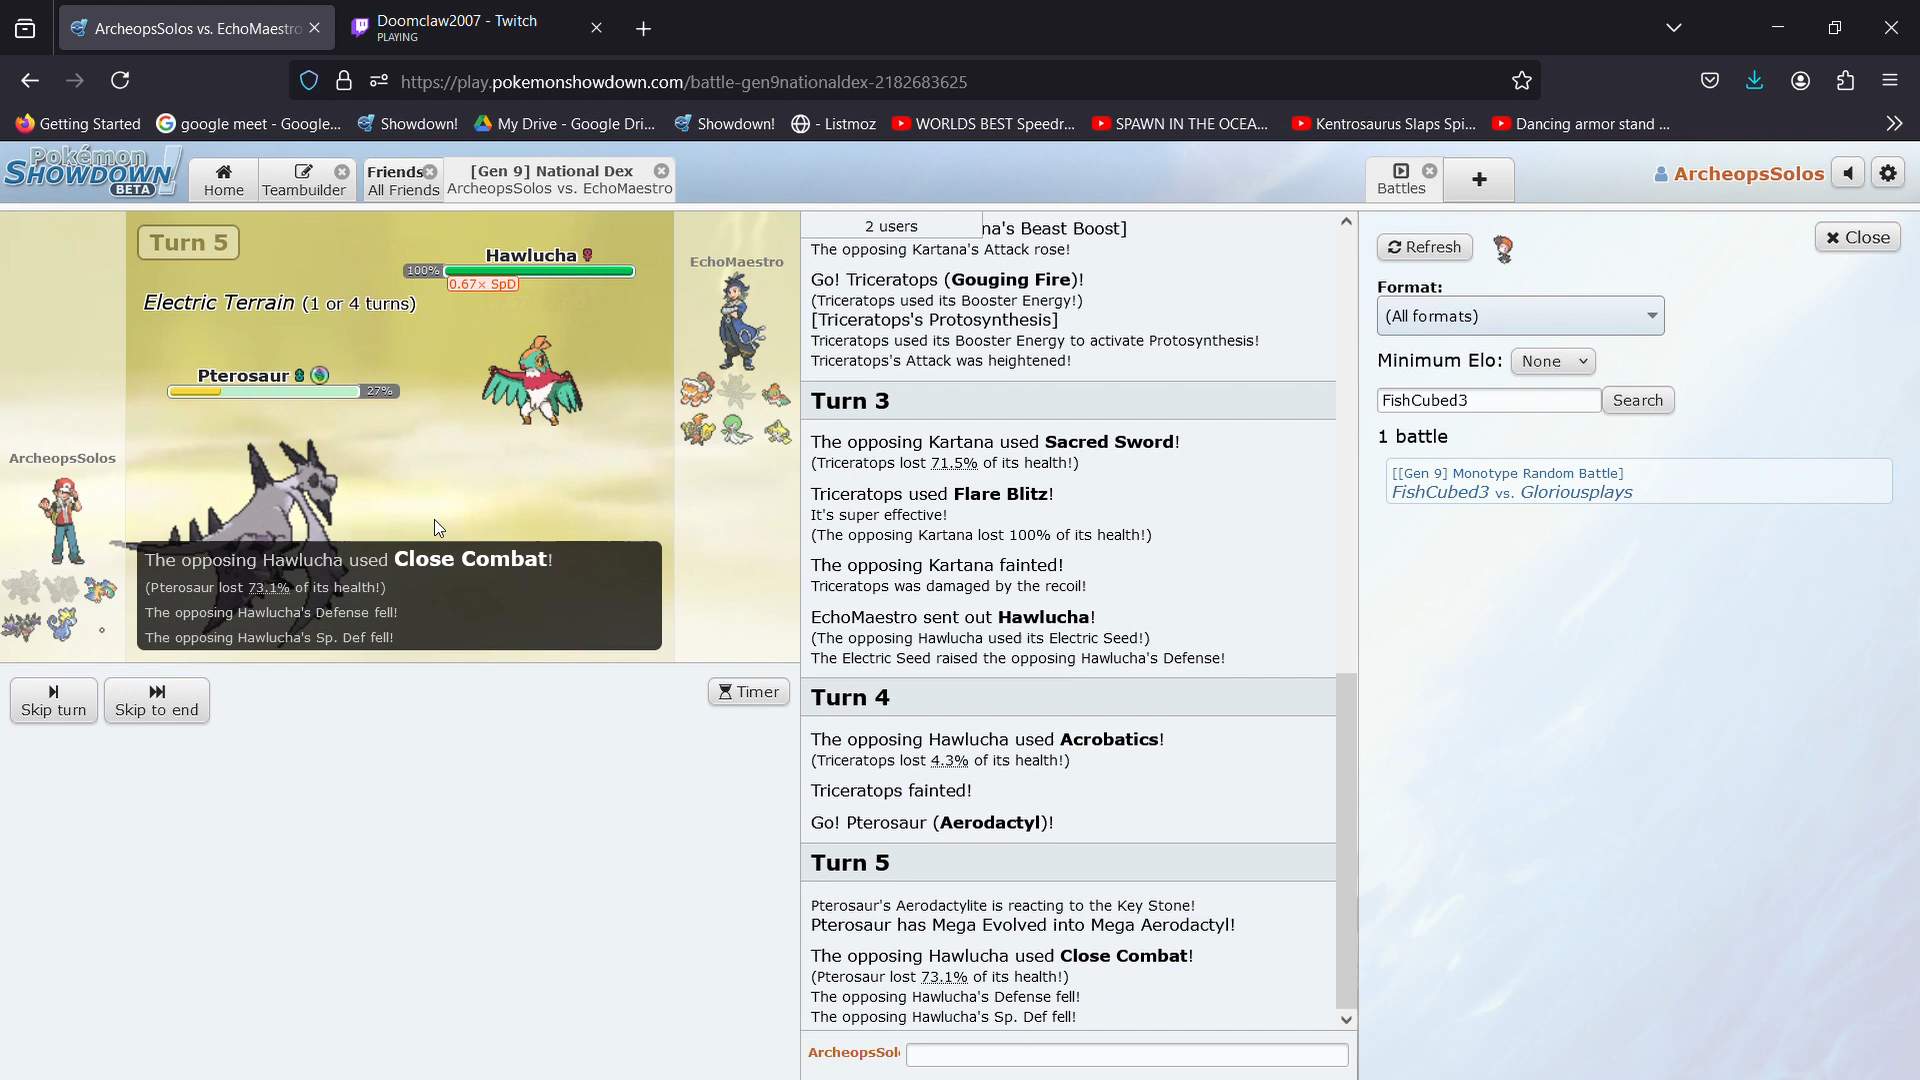 ArcheopsSolos vs. EchoMaestro
Doomclaw2007 - Twitch
PLAYING
https://play.pokemonshowdown.com/battle-gen9nationaldex-2182683625
Getting Started
google meet - Google...
Showdown!
My Drive - Google Dri...
Showdown!
- Listmoz
WORLDS BEST Speedr...
SPAWN IN THE OCEA...
Kentrosaurus Slaps Spi...
Dancing armor stand ...
Pokémon
SHOWDOWN!
BETA
Home
Teambuilder
Friends
All Friends
[Gen 9] National Dex
ArcheopsSolos vs. EchoMaestro
Battles
ArcheopsSolos
Turn 5
Hawlucha
100%
0.67× SpD
Electric Terrain (1 or 4 turns)
Pterosaur
27%
EchoMaestro
ArcheopsSolos
The opposing Hawlucha used Close Combat!
(Pterosaur lost 73.1% of its health!)
The opposing Hawlucha's Defense fell!
The opposing Hawlucha's Sp. Def fell!
Skip turn
Skip to end
Timer
2 users
na's Beast Boost]
The opposing Kartana's Attack rose!
Go! Triceratops (Gouging Fire)!
(Triceratops used its Booster Energy!)
[Triceratops's Protosynthesis]
Triceratops used its Booster Energy to activate Protosynthesis!
Triceratops's Attack was heightened!
Turn 3
The opposing Kartana used Sacred Sword!
(Triceratops lost 71.5% of its health!)
Triceratops used Flare Blitz!
It's super effective!
(The opposing Kartana lost 100% of its health!)
The opposing Kartana fainted!
Triceratops was damaged by the recoil!
EchoMaestro sent out Hawlucha!
(The opposing Hawlucha used its Electric Seed!)
The Electric Seed raised the opposing Hawlucha's Defense!
Turn 4
The opposing Hawlucha used Acrobatics!
(Triceratops lost 4.3% of its health!)
Triceratops fainted!
Go! Pterosaur (Aerodactyl)!
Turn 5
Pterosaur's Aerodactylite is reacting to the Key Stone!
Pterosaur has Mega Evolved into Mega Aerodactyl!
The opposing Hawlucha used Close Combat!
(Pterosaur lost 73.1% of its health!)
The opposing Hawlucha's Defense fell!
The opposing Hawlucha's Sp. Def fell!
ArcheopsSol
Refresh
Close
Format:
(All formats)
Minimum Elo:
None
FishCubed3
Search
1 battle
[[Gen 9] Monotype Random Battle]
FishCubed3 vs. Gloriousplays